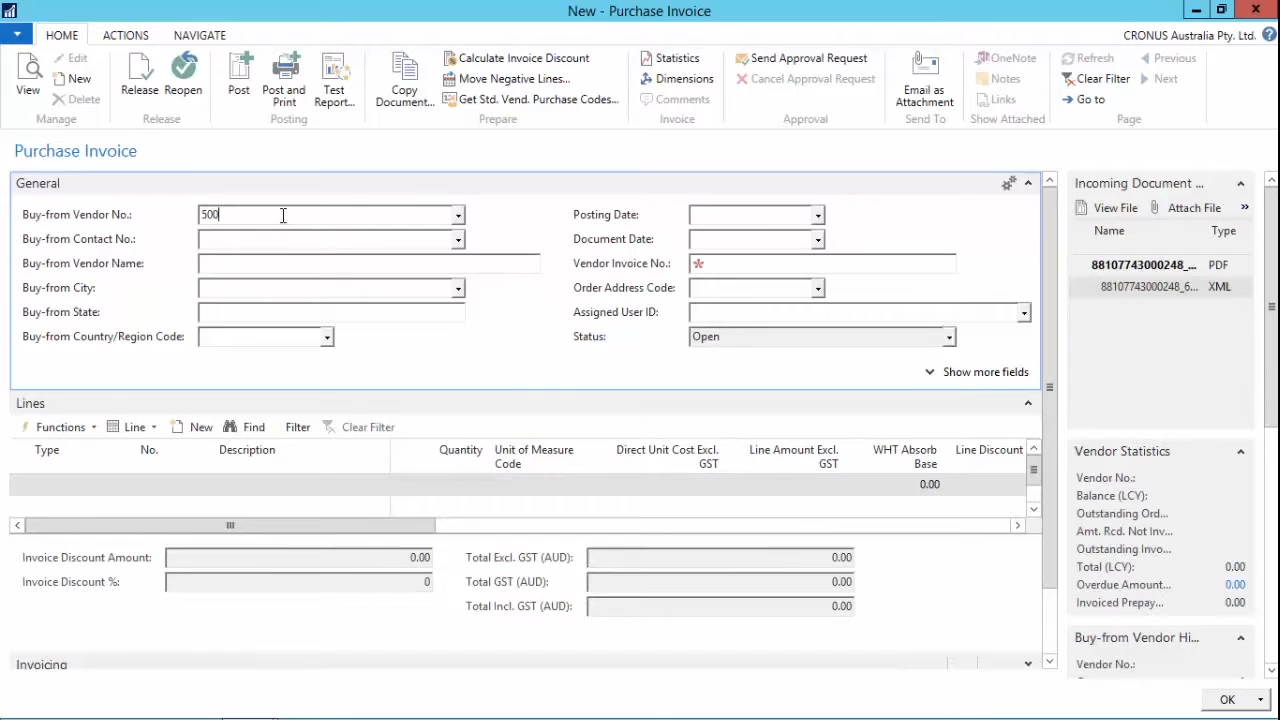 New - Purchase Invoice
HOME ACTIONS NAVIGATE CRONUS Australia Pty. Ltd.
View Edit New Delete Manage
Release Reopen Release
Post Post and Print Test Report... Posting
Copy Document... Calculate Invoice Discount Move Negative Lines... Get Std. Vend. Purchase Codes... Prepare
Statistics Dimensions Comments Invoice
Send Approval Request Cancel Approval Request Approval
Email as Attachment Send To
OneNote Notes Links Show Attached
Refresh Clear Filter Go to Previous Next Page
Purchase Invoice
General
Buy-from Vendor No.: 500
Buy-from Contact No.:
Buy-from Vendor Name:
Buy-from City:
Buy-from State:
Buy-from Country/Region Code:
Posting Date:
Document Date:
Vendor Invoice No.: *
Order Address Code:
Assigned User ID:
Status: Open
Show more fields
Lines
Functions Line New Find Filter Clear Filter
Type No. Description Quantity Unit of Measure Code Direct Unit Cost Excl. GST Line Amount Excl. GST WHT Absorb Base Line Discount
0.00
Invoice Discount Amount: 0.00
Invoice Discount %: 0
Total Excl. GST (AUD): 0.00
Total GST (AUD): 0.00
Total Incl. GST (AUD): 0.00
Invoicing
Incoming Document ...
View File Attach File »
Name Type
88107743000248_... PDF
88107743000248_6... XML
Vendor Statistics
Vendor No.:
Balance (LCY):
Outstanding Ord...
Amt. Rcd. Not Inv...
Outstanding Invo...
Total (LCY): 0.00
Overdue Amount... 0.00
Invoiced Prepay... 0.00
Buy-from Vendor Hi...
Vendor No.:
OK